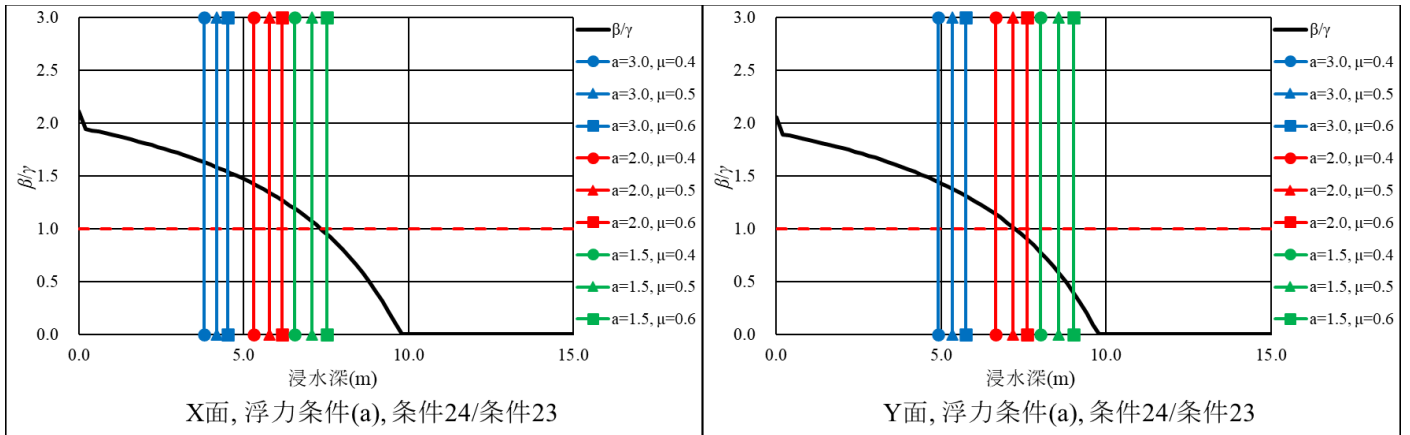 3.0
2.5
2.0
1.5
1.0
0.5
0.0
β/γ
0.0 5.0 10.0 15.0
浸水深(m)
β/γ
a=3.0, μ=0.4
a=3.0, μ=0.5
a=3.0, μ=0.6
a=2.0, μ=0.4
a=2.0, μ=0.5
a=2.0, μ=0.6
a=1.5, μ=0.4
a=1.5, μ=0.5
a=1.5, μ=0.6
X面, 浮力条件(a), 条件24/条件23
3.0
2.5
2.0
1.5
1.0
0.5
0.0
β/γ
0.0 5.0 10.0 15.0
浸水深(m)
β/γ
a=3.0, μ=0.4
a=3.0, μ=0.5
a=3.0, μ=0.6
a=2.0, μ=0.4
a=2.0, μ=0.5
a=2.0, μ=0.6
a=1.5, μ=0.4
a=1.5, μ=0.5
a=1.5, μ=0.6
Y面, 浮力条件(a), 条件24/条件23